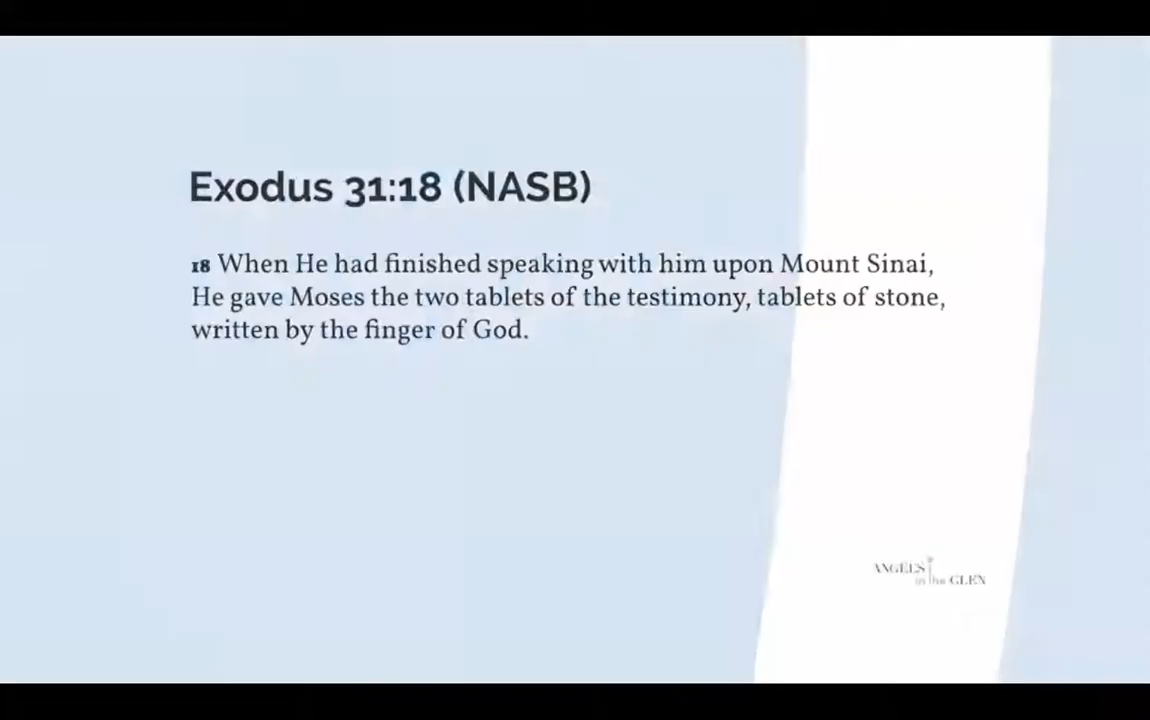 Exodus 31:18 (NASB)
18 When He had finished speaking with him upon Mount Sinai,
He gave Moses the two tablets of the testimony, tablets of stone,
written by the finger of God.
ANGELS
in the GLEN